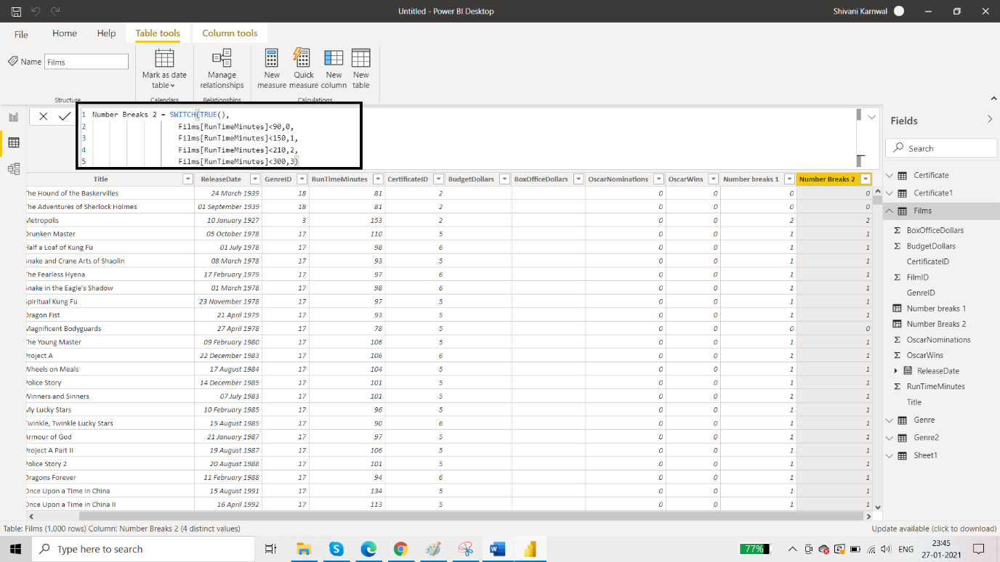 Untitled - Power BI Desktop
Shivani Karnwal
File Home Help Table tools Column tools
Name Films
Mark as date table
Manage relationships
New measure
Quick measure
New column
New table
Structure Calendars Relationships Calculations
1 Number Breaks 2 = SWITCH(TRUE(),
2 Films[RunTimeMinutes]<90,0,
3 Films[RunTimeMinutes]<150,1,
4 Films[RunTimeMinutes]<210,2,
5 Films[RunTimeMinutes]<300,3)
Title ReleaseDate GenreID RunTimeMinutes CertificateID BudgetDollars BoxOfficeDollars OscarNominations OscarWins Number breaks 1 Number Breaks 2
The Hound of the Baskervilles 24 March 1939 18 81 2 0 0 0 0
The Adventures of Sherlock Holmes 01 September 1939 18 81 2 0 0 0 0
Metropolis 10 January 1927 3 153 2 0 0 2 2
Drunken Master 05 October 1978 17 110 5 0 0 1 1
Half a Loaf of Kung Fu 01 July 1978 17 98 6 0 0 1 1
Snake and Crane Arts of Shaolin 08 March 1978 17 93 5 0 0 1 1
The Fearless Hyena 17 February 1979 17 97 6 0 0 1 1
Snake in the Eagle's Shadow 01 March 1978 17 98 6 0 0 1 1
Spiritual Kung Fu 23 November 1978 17 97 5 0 0 1 1
Dragon Fist 21 April 1979 17 93 5 0 0 1 1
Magnificent Bodyguards 27 April 1978 17 78 5 0 0 0 0
The Young Master 09 February 1980 17 106 5 0 0 1 1
Project A 22 December 1983 17 106 6 0 0 1 1
Wheels on Meals 17 August 1984 17 104 5 0 0 1 1
Police Story 14 December 1985 17 101 5 0 0 1 1
Winners and Sinners 07 July 1983 17 101 5 0 0 1 1
My Lucky Stars 10 February 1985 17 96 5 0 0 1 1
Twinkle, Twinkle Lucky Stars 15 August 1985 17 90 6 0 0 1 1
Armour of God 21 January 1987 17 97 5 0 0 1 1
Project A Part II 19 August 1987 17 106 5 0 0 1 1
Police Story 2 20 August 1988 17 101 5 0 0 1 1
Dragons Forever 11 February 1988 17 94 6 0 0 1 1
Once Upon a Time in China 15 August 1991 17 134 5 0 0 1 1
Once Upon a Time in China II 16 April 1992 17 113 5 0 0 1 1
Fields
Search
Certificate
Certificate1
Films
BoxOfficeDollars
BudgetDollars
CertificateID
FilmID
GenreID
Number breaks 1
Number Breaks 2
OscarNominations
OscarWins
ReleaseDate
RunTimeMinutes
Title
Genre
Genre2
Sheet1
Table: Films (1,000 rows) Column: Number Breaks 2 (4 distinct values)
Update available (click to download)
Type here to search
77%
ENG
23:45
27-01-2021